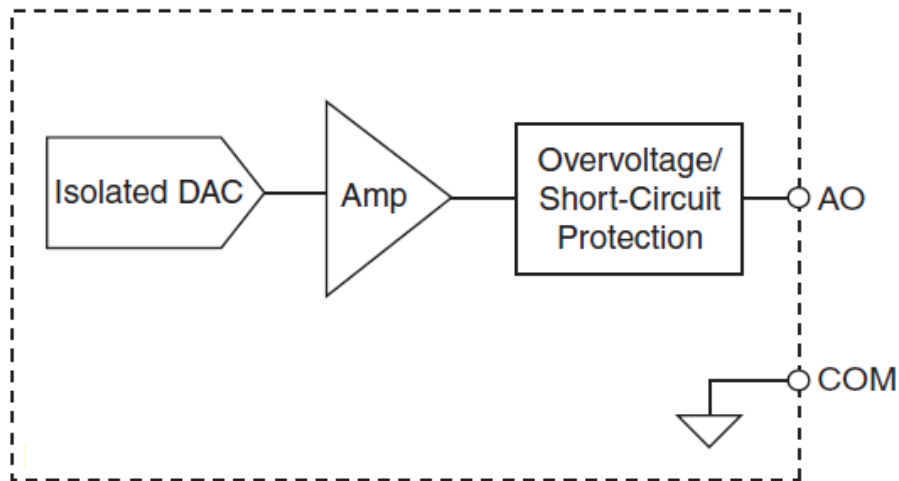 Isolated DAC
Amp
Overvoltage/
Short-Circuit
Protection
AO
COM